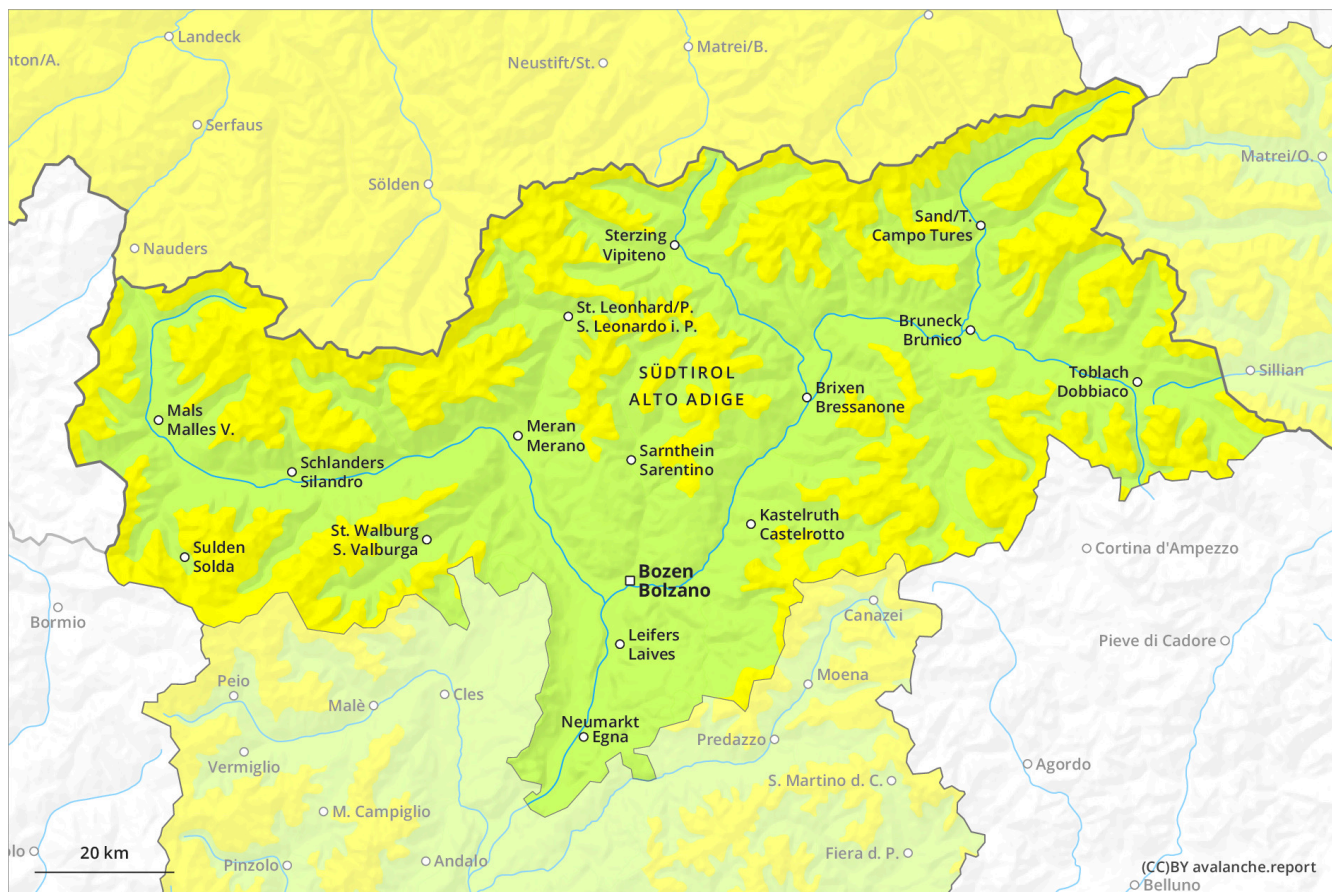 Landeck
nton/A.
Matrei/B.
Neustift/St.
Serfaus
Matrei/O.
Sölden
Sand/T.
Campo Tures
Sterzing
Vipiteno
Nauders
St. Leonhard/P.
S. Leonardo i. P.
Bruneck
Brunico
SÜDTIROL
ALTO ADIGE
Toblach
Dobbiaco
Sillian
Brixen
Bressanone
Mals
Malles V.
Meran
Merano
Sarnthein
Sarentino
Schlanders
Silandro
Kastelruth
Castelrotto
St. Walburg
S. Valburga
Sulden
Solda
Cortina d'Ampezzo
Bozen
Bolzano
Bormio
Canazei
Leifers
Laives
Pieve di Cadore
Peio
Moena
Malè
Cles
Neumarkt
Egna
Predazzo
Vermiglio
Agordo
S. Martino d. C.
M. Campiglio
olo
20 km
Pinzolo
Andalo
Fiera d. P.
(CC)BY avalanche.report
Belluno